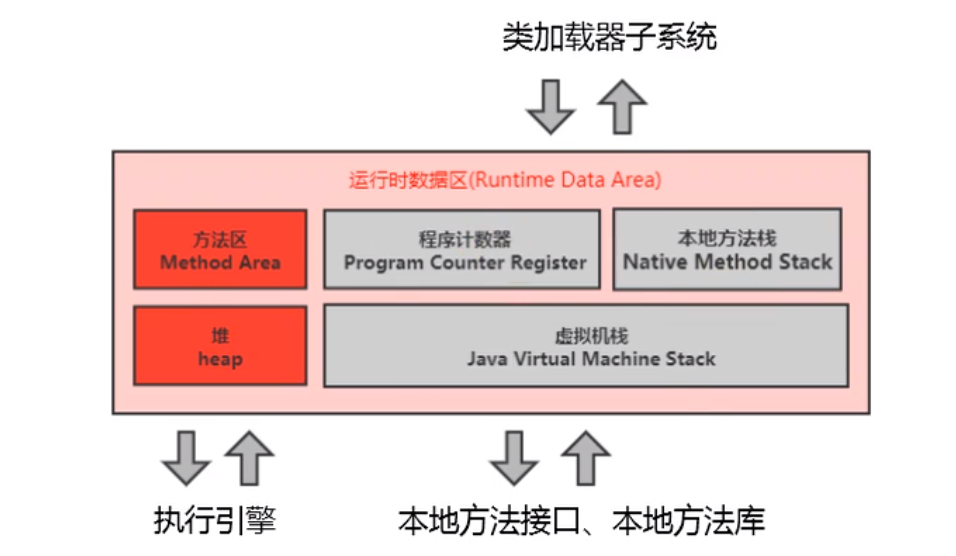 类加载器子系统
运行时数据区(Runtime Data Area)
方法区
Method Area
程序计数器
Program Counter Register
本地方法栈
Native Method Stack
堆
heap
虚拟机栈
Java Virtual Machine Stack
执行引擎
本地方法接口、本地方法库